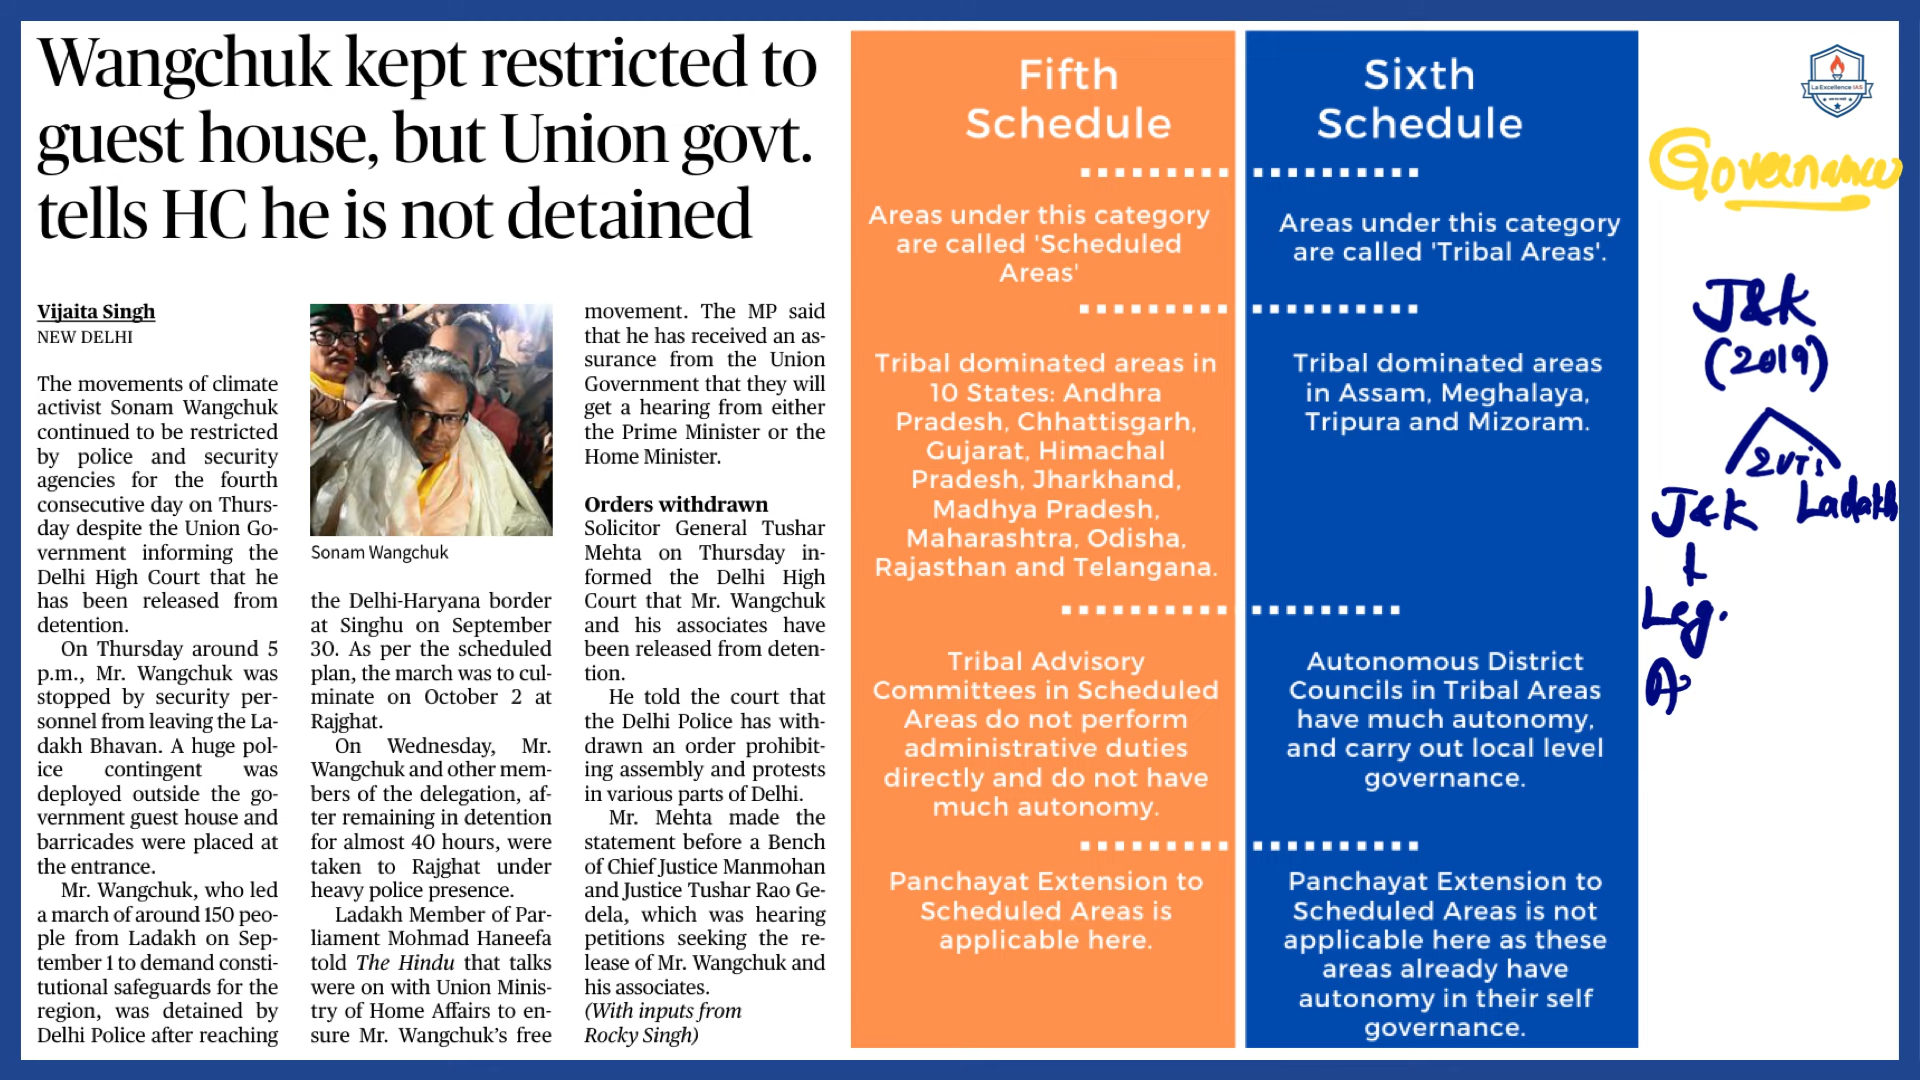 Wangchuk kept restricted to
guest house, but Union govt.
tells HC he is not detained
Vijaita Singh
NEW DELHI
The movements of climate
activist Sonam Wangchuk
continued to be restricted
by police and security
agencies for the fourth
consecutive day on Thurs-
day despite the Union Go-
vernment informing the
Delhi High Court that he
has been released from
detention.
On Thursday around 5
p.m., Mr. Wangchuk was
stopped by security per-
sonnel from leaving the La-
dakh Bhavan. A huge pol-
ice contingent was
deployed outside the go-
vernment guest house and
barricades were placed at
the entrance.
Mr. Wangchuk, who led
a march of around 150 peo-
ple from Ladakh on Sep-
tember 1 to demand consti-
tutional safeguards for the
region, was detained by
Delhi Police after reaching
Sonam Wangchuk
the Delhi-Haryana border
at Singhu on September
30. As per the scheduled
plan, the march was to cul-
minate on October 2 at
Rajghat.
On Wednesday, Mr.
Wangchuk and other mem-
bers of the delegation, af-
ter remaining in detention
for almost 40 hours, were
taken to Rajghat under
heavy police presence.
Ladakh Member of Par-
liament Mohmad Haneefa
told The Hindu that talks
were on with Union Minis-
try of Home Affairs to en-
sure Mr. Wangchuk's free
movement. The MP said
that he has received an as-
surance from the Union
Government that they will
get a hearing from either
the Prime Minister or the
Home Minister.
Orders withdrawn
Solicitor General Tushar
Mehta on Thursday in-
formed the Delhi High
Court that Mr. Wangchuk
and his associates have
been released from deten-
tion.
He told the court that
the Delhi Police has with-
drawn an order prohibit-
ing assembly and protests
in various parts of Delhi.
Mr. Mehta made the
statement before a Bench
of Chief Justice Manmohan
and Justice Tushar Rao Ge-
dela, which was hearing
petitions seeking the re-
lease of Mr. Wangchuk and
his associates.
(With inputs from
Rocky Singh)
Fifth
Schedule
Areas under this category
are called 'Scheduled
Areas'
Tribal dominated areas in
10 States: Andhra
Pradesh, Chhattisgarh,
Gujarat, Himachal
Pradesh, Jharkhand,
Madhya Pradesh,
Maharashtra, Odisha,
Rajasthan and Telangana.
Tribal Advisory
Committees in Scheduled
Areas do not perform
administrative duties
directly and do not have
much autonomy.
Panchayat Extension to
Scheduled Areas is
applicable here.
Sixth
Schedule
Areas under this category
are called 'Tribal Areas'.
Tribal dominated areas
in Assam, Meghalaya,
Tripura and Mizoram.
Autonomous District
Councils in Tribal Areas
have much autonomy,
and carry out local level
governance.
Panchayat Extension to
Scheduled Areas is not
applicable here as these
areas already have
autonomy in their self
governance.
La Excellence IAS
Governance
J&K
(2019)
2UTs
J&K Ladakh
Leg.
A